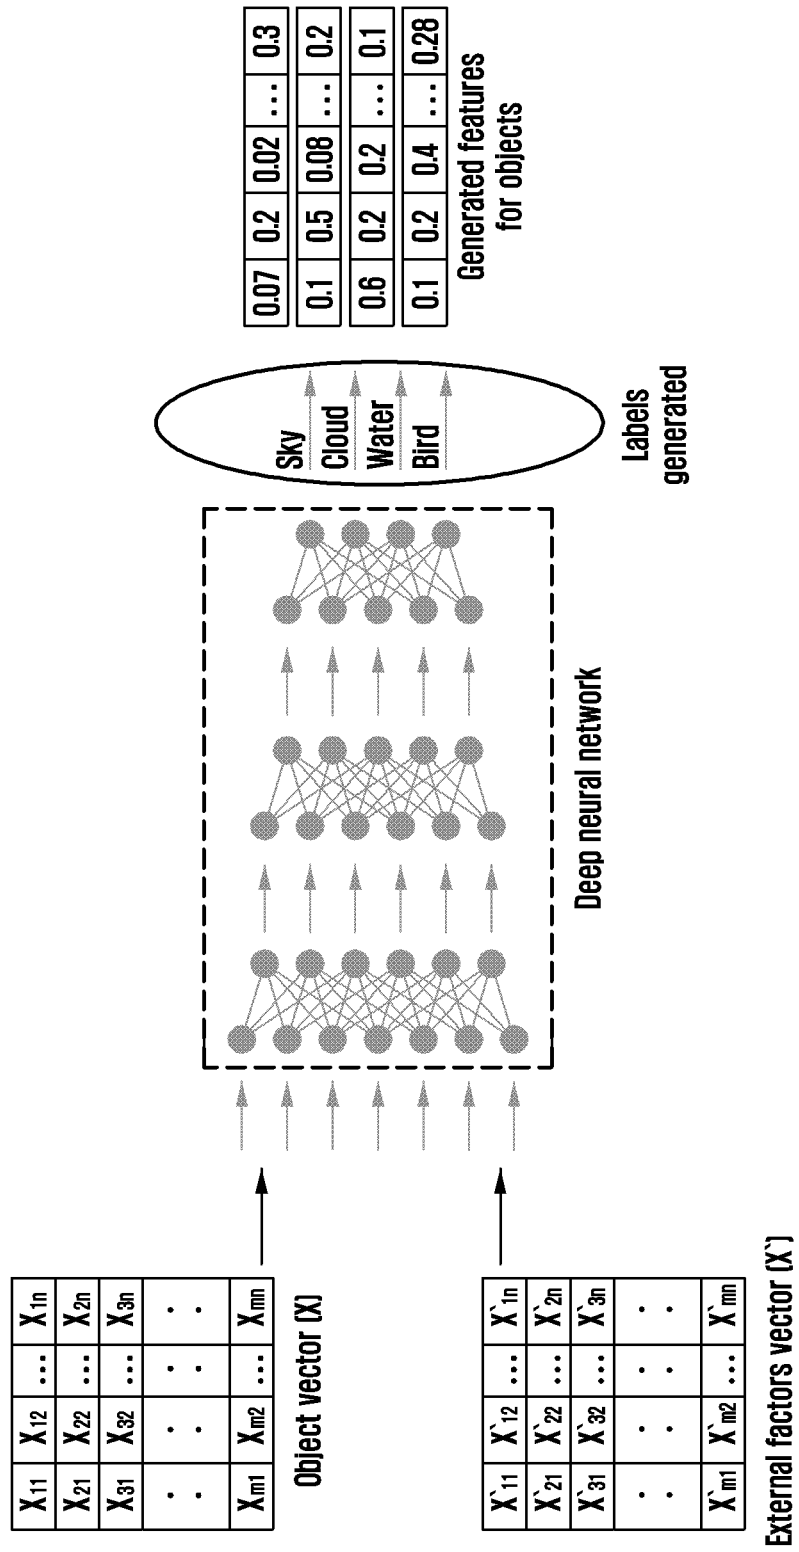 X11 X12 ... X1n
X21 X22 ... X2n
X31 X32 ... X3n
. . . .
. . . .
Xm1 Xm2 ... Xmn
Object vector (X)
X`11 X`12 ... X`1n
X`21 X`22 ... X`2n
X`31 X`32 ... X`3n
. . . .
. . . .
X`m1 X`m2 ... X`mn
External factors vector (X`)
Deep neural network
Sky
Cloud
Water
Bird
Labels
generated
0.07 0.2 0.02 ... 0.3
0.1 0.5 0.08 ... 0.2
0.6 0.2 0.2 ... 0.1
0.1 0.2 0.4 ... 0.28
Generated features
for objects